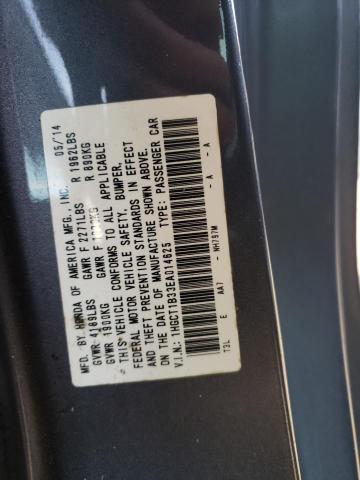 MFD. BY HONDA OF AMERICA MFG., INC. 05/14
GVWR 4189LBS GAWR F 2271LBS R 1962LBS
GVWR 1900KG GAWR F KG R 890KG
THIS VEHICLE CONFORMS TO ALL APPLICABLE
FEDERAL MOTOR VEHICLE SAFETY, BUMPER,
AND THEFT PREVENTION STANDARDS IN EFFECT
ON THE DATE OF MANUFACTURE SHOWN ABOVE.
V.I.N.: 1HGCT1B33EA014625 TYPE: PASSENGER CAR
T3L E AA7 - NH797M - A - A